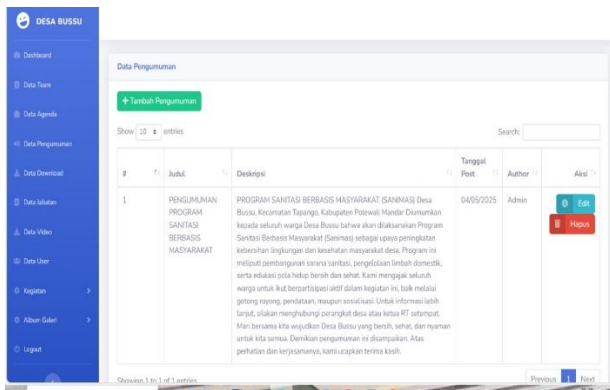 DESA BUSSU
Dashboard
Data Team
Data Agenda
Data Pengumuman
Data Download
Data Jabatan
Data Video
Data User
Kegiatan
Album Galeri
Logout
Data Pengumuman
+ Tambah Pengumuman
Show 10 entries
Search:
# Judul Deskripsi Tanggal Post Author Aksi
1
PENGUMUMAN
PROGRAM
SANITASI
BERBASIS
MASYARAKAT
PROGRAM SANITASI BERBASIS MASYARAKAT (SANIMAS) Desa
Bussu, Kecamatan Tapango, Kabupaten Polewali Mandar Diumumkan
kepada seluruh warga Desa Bussu bahwa akan dilaksanakan Program
Sanitasi Berbasis Masyarakat (Sanimas) sebagai upaya peningkatan
kebersihan lingkungan dan kesehatan masyarakat desa. Program ini
meliputi pembangunan sarana sanitasi, pengelolaan limbah domestik,
serta edukasi pola hidup bersih dan sehat. Kami mengajak seluruh
warga untuk ikut berpartisipasi aktif dalam kegiatan ini, baik melalui
gotong royong, pendataan, maupun sosialisasi. Untuk informasi lebih
lanjut, silakan menghubungi perangkat desa atau ketua RT setempat.
Mari bersama kita wujudkan Desa Bussu yang bersih, sehat, dan nyaman
untuk kita semua. Demikian pengumuman ini disampaikan. Atas
perhatian dan kerjasamanya, kami ucapkan terima kasih.
04/05/2025
Admin
Edit
Hapus
Showing 1 to 1 of 1 entries
Previous 1 Next